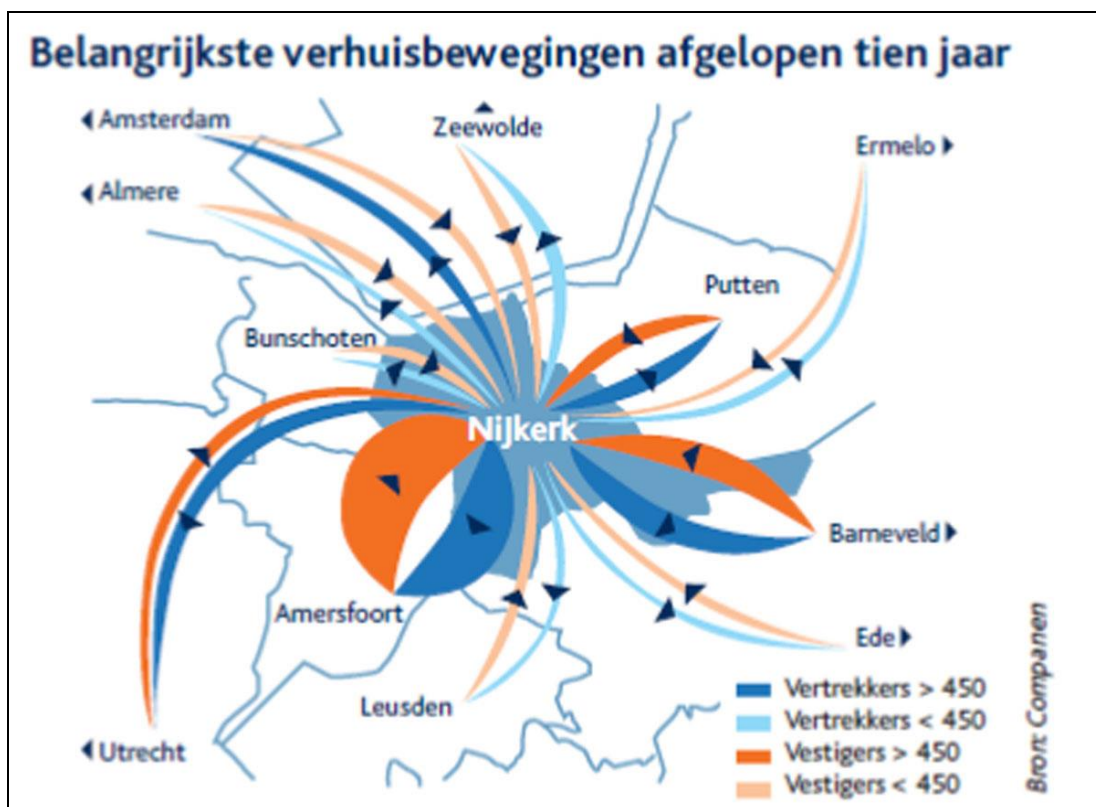 Belangrijkste verhuisbewegingen afgelopen tien jaar
Amsterdam
Zeewolde
Ermelo
Almere
Putten
Bunschoten
Nijkerk
Barneveld
Amersfoort
Ede
Leusden
Utrecht
Vertrekkers > 450
Vertrekkers < 450
Vestigers > 450
Vestigers < 450
Bron: Companen